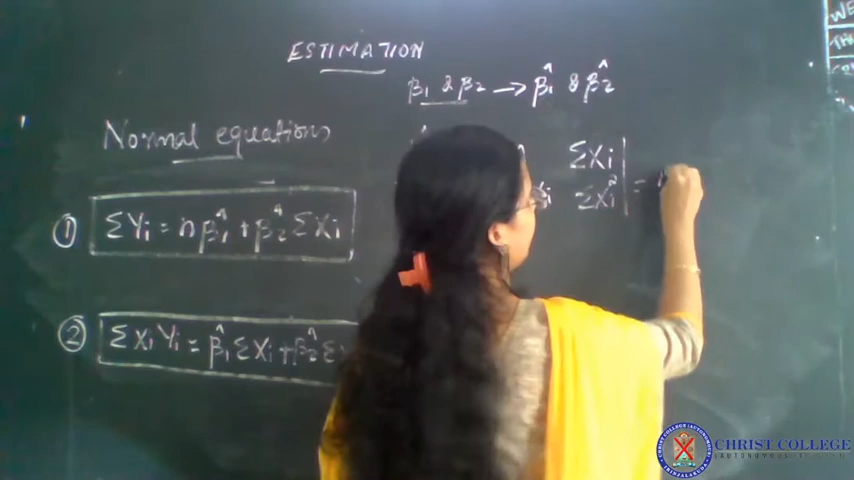 ESTIMATION
β₁ & β₂ → β̂₁ & β̂₂
Normal equations
① ΣYᵢ = nβ̂₁ + β̂₂ΣXᵢ
② ΣXᵢYᵢ = β̂₁ΣXᵢ + β̂₂Σ
ΣXᵢ
ΣXᵢ² =
CHRIST COLLEGE